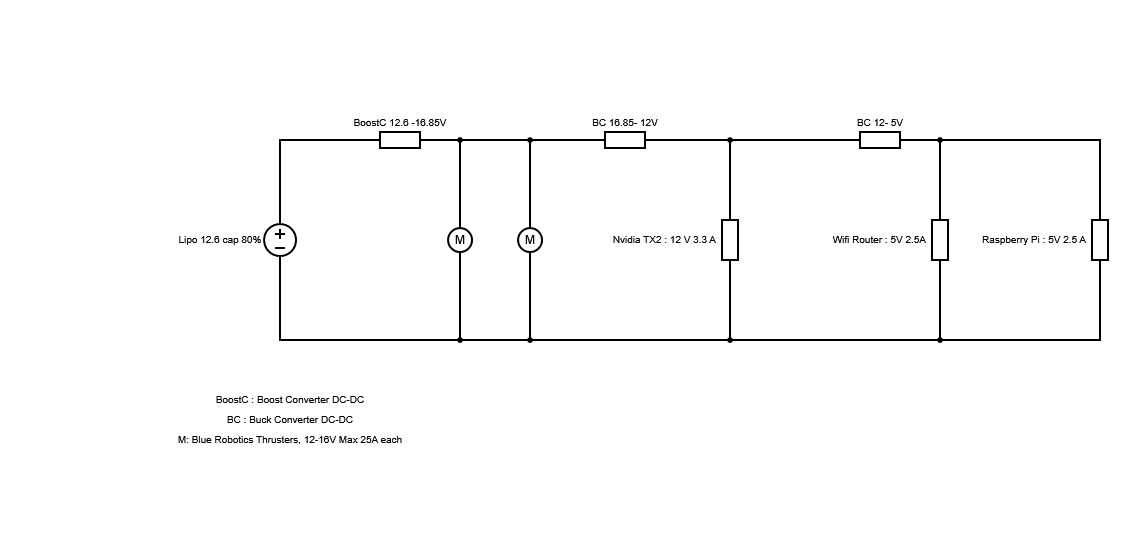 BoostC 12.6 -16.85V
BC 16.85- 12V
BC 12- 5V
Lipo 12.6 cap 80%
+
−
M
M
Nvidia TX2 : 12 V 3.3 A
Wifi Router : 5V 2.5A
Raspberry Pi : 5V 2.5 A
BoostC : Boost Converter DC-DC
BC : Buck Converter DC-DC
M: Blue Robotics Thrusters, 12-16V Max 25A each